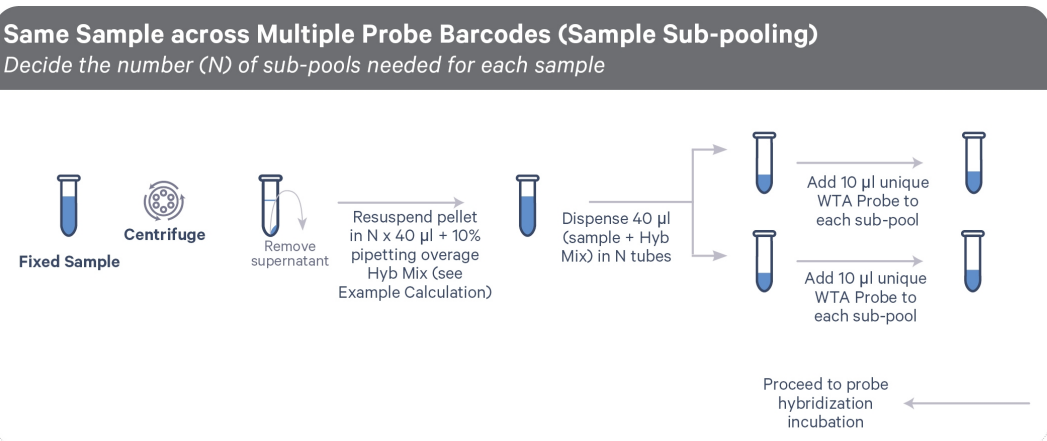 Same Sample across Multiple Probe Barcodes (Sample Sub-pooling)
Decide the number (N) of sub-pools needed for each sample
Fixed Sample
Centrifuge
Remove
supernatant
Resuspend pellet
in N x 40 µl + 10%
pipetting overage
Hyb Mix (see
Example Calculation)
Dispense 40 µl
(sample + Hyb
Mix) in N tubes
Add 10 µl unique
WTA Probe to
each sub-pool
Add 10 µl unique
WTA Probe to
each sub-pool
Proceed to probe
hybridization
incubation